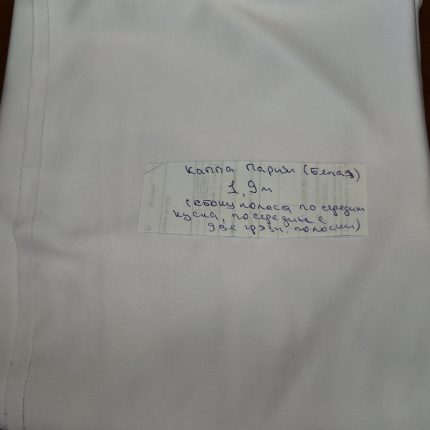 каппа Париж (белая)
1,9 м
(сбоку полоса по середине
куска, по середине
две грязн. полоски)